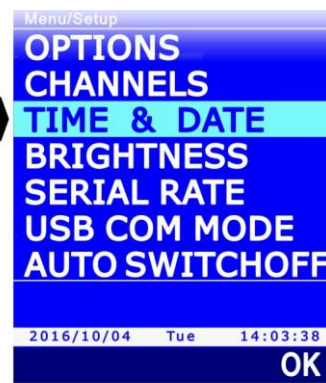 Menu/Setup
OPTIONS
CHANNELS
TIME & DATE
BRIGHTNESS
SERIAL RATE
USB COM MODE
AUTO SWITCHOFF
2016/10/04 Tue 14:03:38
OK